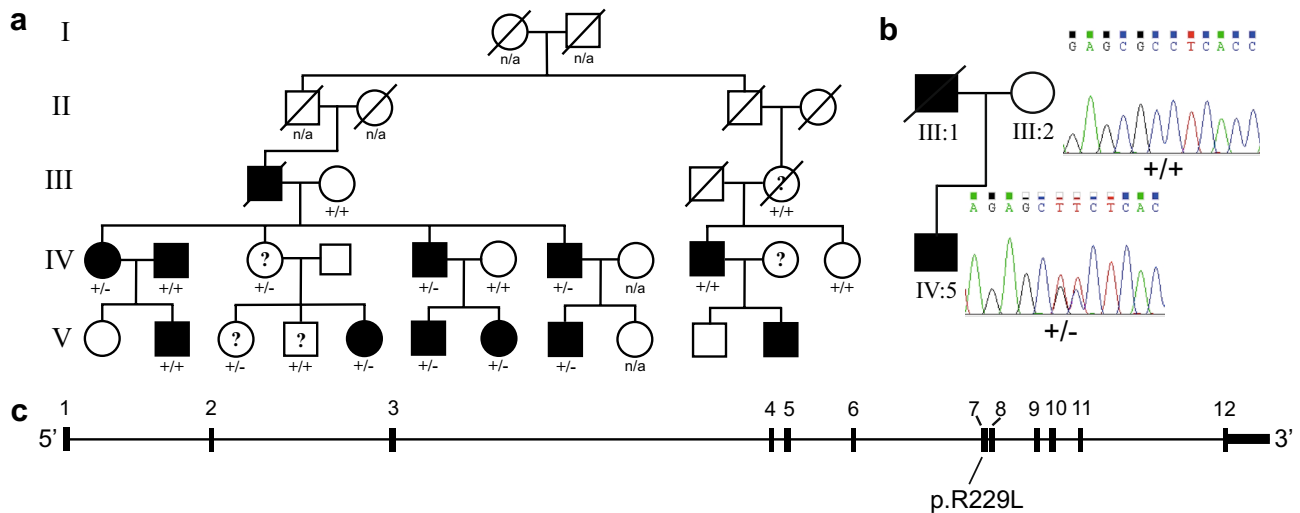 a
b
I
n/a n/a
G A G C G C C T C A C C
II
n/a n/a
III:1 III:2
+/+
III
?
+/+ +/+
A G A G C T T C T C A C
IV
? ?
+/- +/+ +/- +/- +/+ +/- n/a +/+ +/+
IV:5
+/-
V
? ?
+/+ +/- +/+ +/- +/- +/- +/- n/a
c
1 2 3 4 5 6 7 8 9 10 11 12
5’ 3’
p.R229L